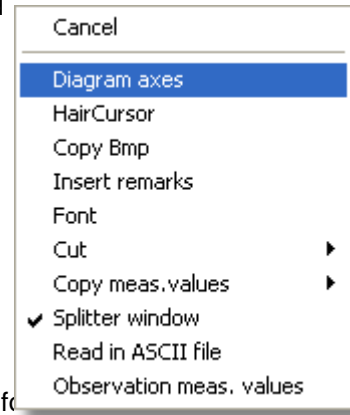 Cancel
Diagram axes
HairCursor
Copy Bmp
Insert remarks
Font
Cut
Copy meas.values
Splitter window
Read in ASCII file
Observation meas. values